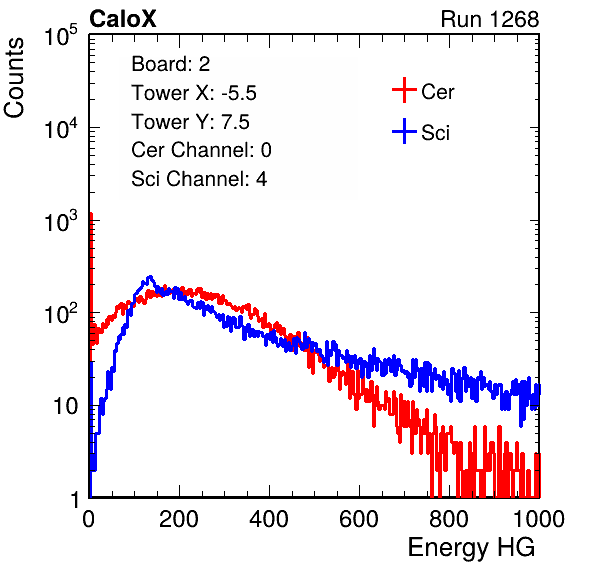 CaloX Run 1268
Counts
10^5
10^4
10^3
10^2
10
1
Board: 2
Tower X: -5.5
Tower Y: 7.5
Cer Channel: 0
Sci Channel: 4
Cer
Sci
0 200 400 600 800 1000
Energy HG